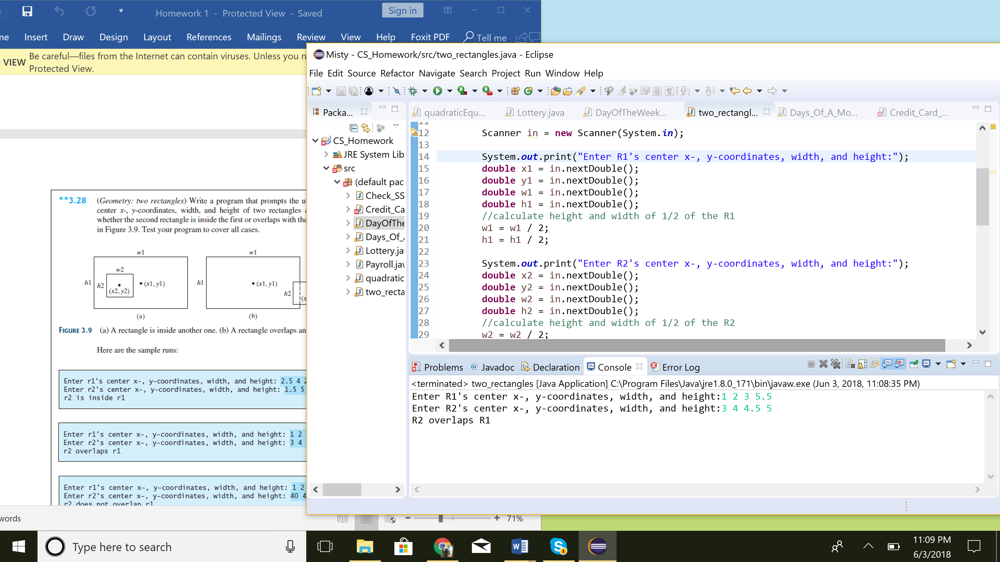 Homework 1 - Protected View - Saved
Sign in
Insert Draw Design Layout References Mailings Review View Help Foxit PDF Tell me
VIEW
Be careful—files from the Internet can contain viruses. Unless you n
Protected View.
**3.28 (Geometry: two rectangles) Write a program that prompts the u
center x-, y-coordinates, width, and height of two rectangles
whether the second rectangle is inside the first or overlaps with the
in Figure 3.9. Test your program to cover all cases.
w1
w1
w2
h1
h2
(x2, y2)
(x1, y1)
h1
(x1, y1)
h2
(x
(a)
(b)
FIGURE 3.9 (a) A rectangle is inside another one. (b) A rectangle overlaps an
Here are the sample runs:
Enter r1's center x-, y-coordinates, width, and height: 2.5 4 2
Enter r2's center x-, y-coordinates, width, and height: 1.5 5
r2 is inside r1
Enter r1's center x-, y-coordinates, width, and height: 1 2
Enter r2's center x-, y-coordinates, width, and height: 3 4
r2 overlaps r1
Enter r1's center x-, y-coordinates, width, and height: 1 2
Enter r2's center x-, y-coordinates, width, and height: 40 4
r2 does not overlap r1
words
71%
Misty - CS_Homework/src/two_rectangles.java - Eclipse
File Edit Source Refactor Navigate Search Project Run Window Help
Packa...
CS_Homework
JRE System Lib
src
(default pac
Check_SS
Credit_Ca
DayOfThe
Days_Of_A
Lottery.jav
Payroll.jav
quadratic
two_recta
quadraticEqu... Lottery.java DayOfTheWeek... two_rectangl... Days_Of_A_Mo... Credit_Card_...
11
12 Scanner in = new Scanner(System.in);
13
14 System.out.print("Enter R1's center x-, y-coordinates, width, and height:");
15 double x1 = in.nextDouble();
16 double y1 = in.nextDouble();
17 double w1 = in.nextDouble();
18 double h1 = in.nextDouble();
19 //calculate height and width of 1/2 of the R1
20 w1 = w1 / 2;
21 h1 = h1 / 2;
22
23 System.out.print("Enter R2's center x-, y-coordinates, width, and height:");
24 double x2 = in.nextDouble();
25 double y2 = in.nextDouble();
26 double w2 = in.nextDouble();
27 double h2 = in.nextDouble();
28 //calculate height and width of 1/2 of the R2
29 w2 = w2 / 2;
Problems Javadoc Declaration Console Error Log
<terminated> two_rectangles [Java Application] C:\Program Files\Java\jre1.8.0_171\bin\javaw.exe (Jun 3, 2018, 11:08:35 PM)
Enter R1's center x-, y-coordinates, width, and height:1 2 3 5.5
Enter R2's center x-, y-coordinates, width, and height:3 4 4.5 5
R2 overlaps R1
Type here to search
11:09 PM
6/3/2018